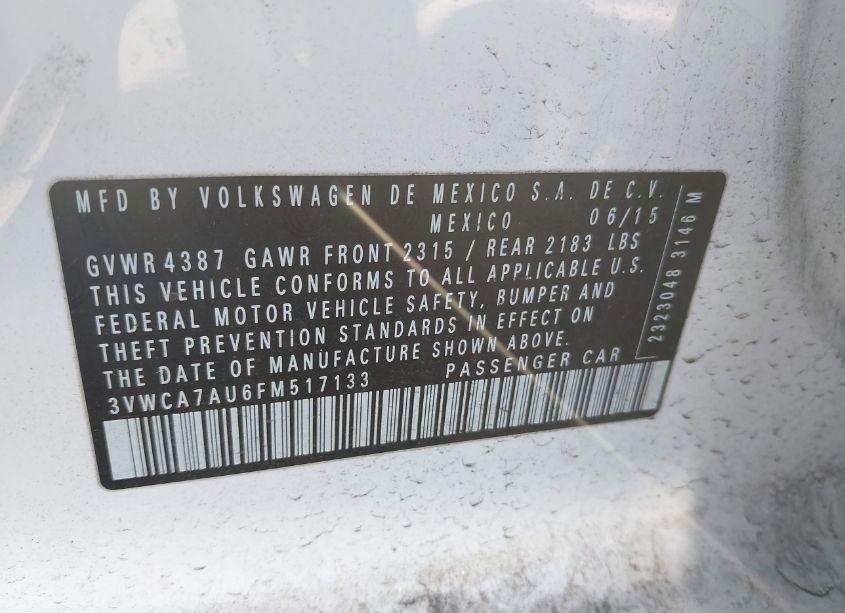 MFD BY VOLKSWAGEN DE MEXICO S.A. DE C.V.
MEXICO 06/15
GVWR 4387 GAWR FRONT 2315 / REAR 2183 LBS
THIS VEHICLE CONFORMS TO ALL APPLICABLE U.S.
FEDERAL MOTOR VEHICLE SAFETY, BUMPER AND
THEFT PREVENTION STANDARDS IN EFFECT ON
THE DATE OF MANUFACTURE SHOWN ABOVE.
3VWCA7AU6FM517133 PASSENGER CAR
2323048 3146 M